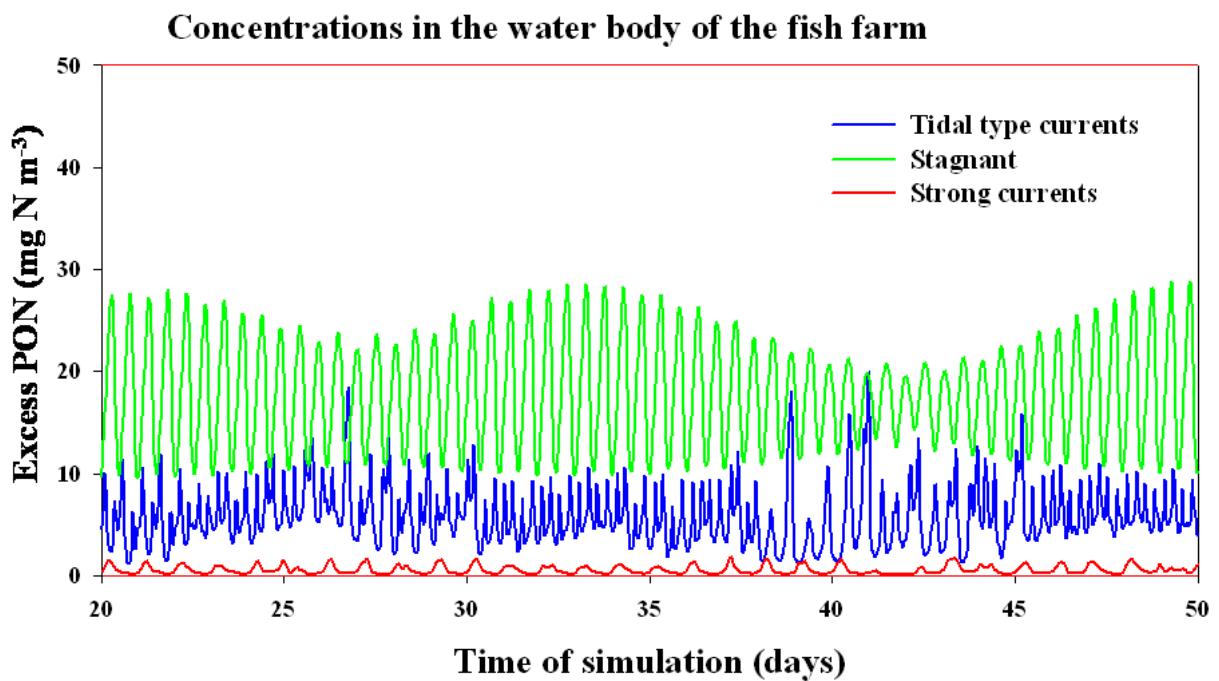 Concentrations in the water body of the fish farm
50
40
30
20
10
0
Excess PON (mg N m⁻³)
Tidal type currents
Stagnant
Strong currents
20 25 30 35 40 45 50
Time of simulation (days)